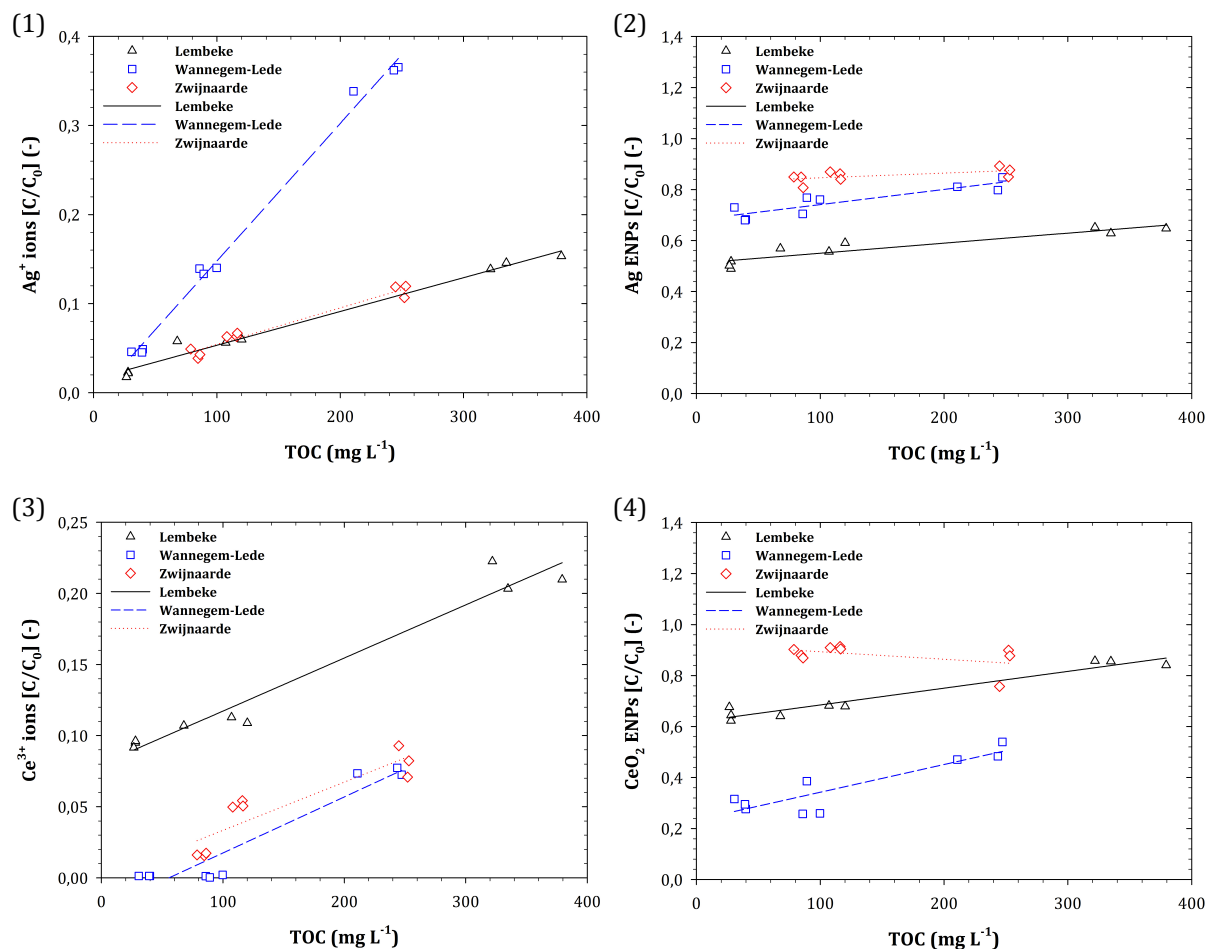 (1)
0,4
0,3
0,2
0,1
0,0
Ag⁺ ions [C/C₀] (-)
Lembeke
Wannegem-Lede
Zwijnaarde
Lembeke
Wannegem-Lede
Zwijnaarde
0 100 200 300 400
TOC (mg L⁻¹)
(2)
1,4
1,2
1,0
0,8
0,6
0,4
0,2
0,0
Ag ENPs [C/C₀] (-)
Lembeke
Wannegem-Lede
Zwijnaarde
Lembeke
Wannegem-Lede
Zwijnaarde
0 100 200 300 400
TOC (mg L⁻¹)
(3)
0,25
0,20
0,15
0,10
0,05
0,00
Ce³⁺ ions [C/C₀] (-)
Lembeke
Wannegem-Lede
Zwijnaarde
Lembeke
Wannegem-Lede
Zwijnaarde
0 100 200 300 400
TOC (mg L⁻¹)
(4)
1,4
1,2
1,0
0,8
0,6
0,4
0,2
0,0
CeO₂ ENPs [C/C₀] (-)
Lembeke
Wannegem-Lede
Zwijnaarde
Lembeke
Wannegem-Lede
Zwijnaarde
0 100 200 300 400
TOC (mg L⁻¹)